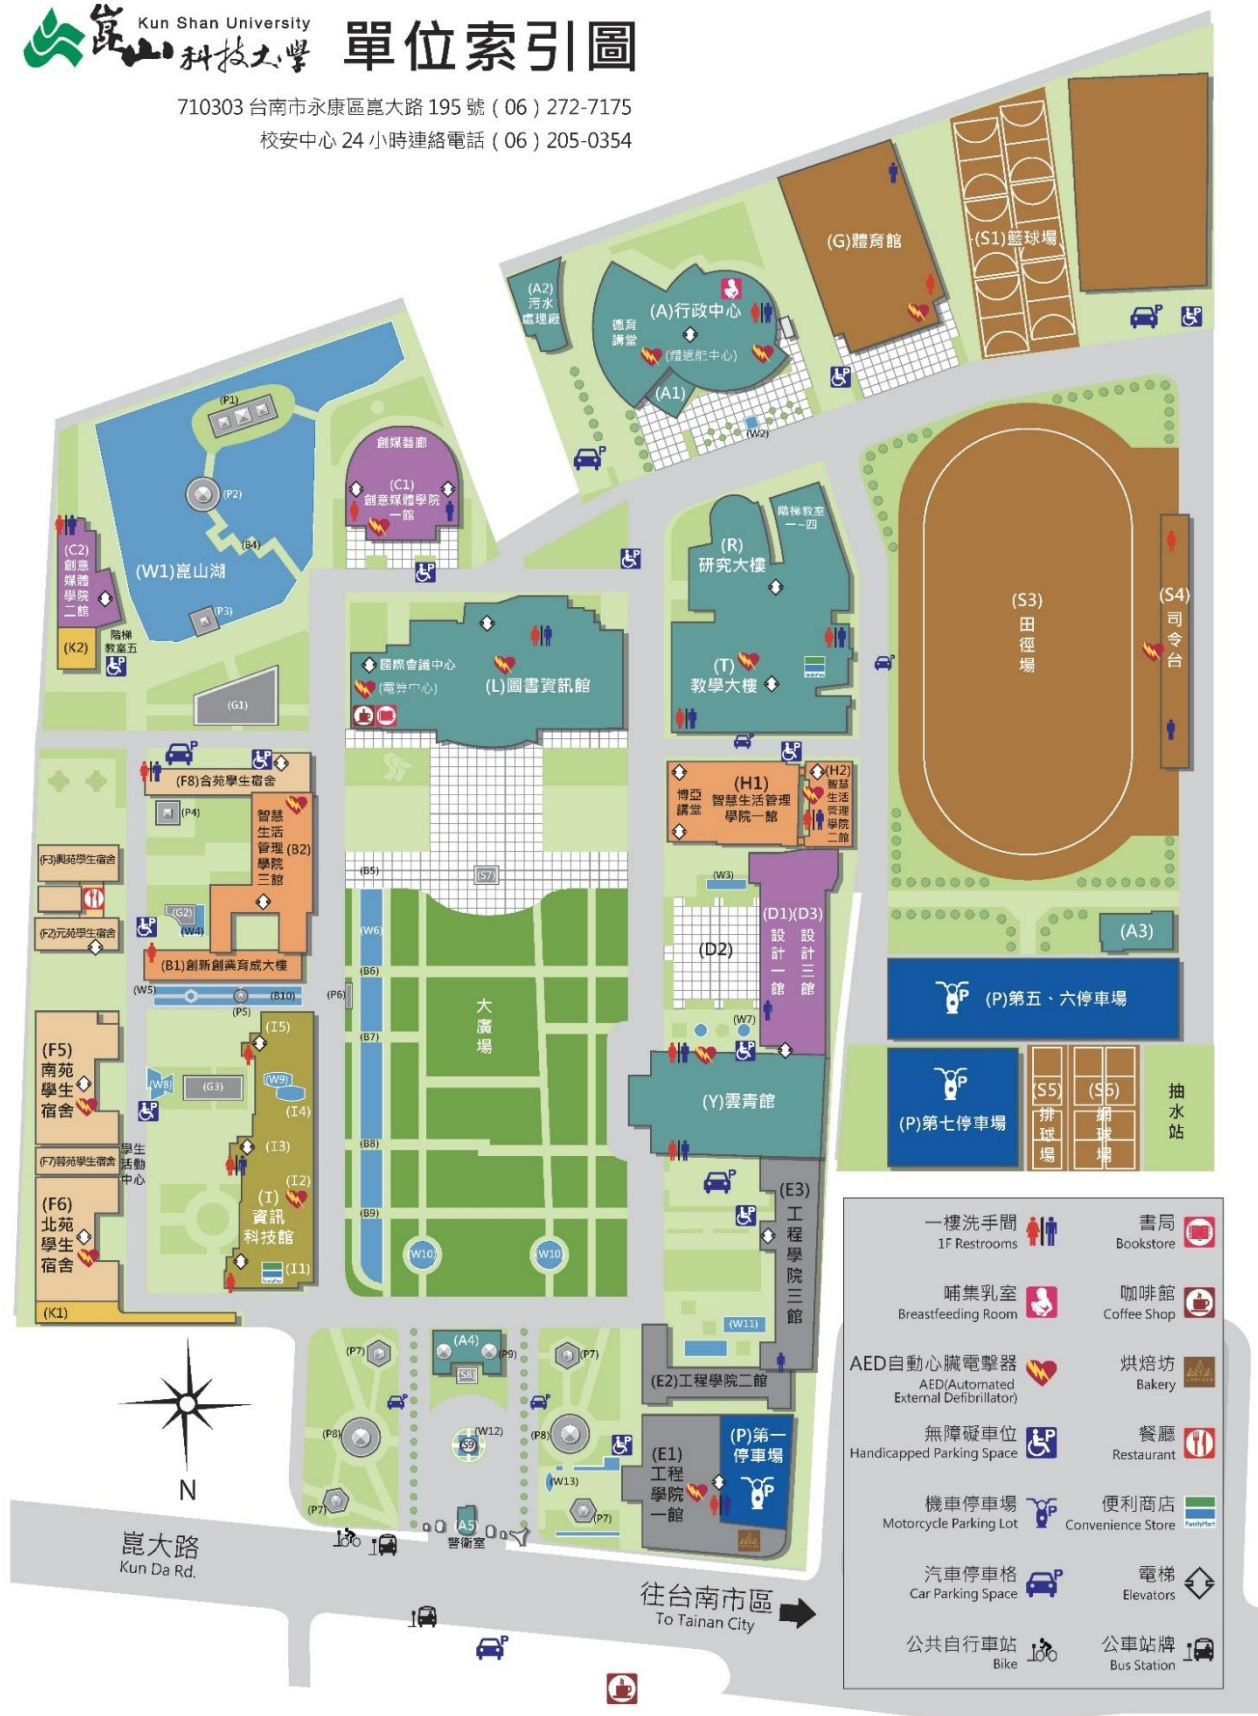 Kun Shan University
崑山科技大學
單位索引圖
710303 台南市永康區崑大路 195 號 ( 06 ) 272-7175
校安中心 24 小時連絡電話 ( 06 ) 205-0354
(G)體育館
(S1)籃球場
(A2)
污水
處理廠
德育
講堂
(A)行政中心
(A1)
(W2)
(P1)
(P2)
(B4)
(W1)崑山湖
(P3)
創媒藝廊
(C1)
創意媒體學院
一館
(C2)
創意
媒體
學院
二館
(K2)
階梯
教室五
(G1)
(R)
研究大樓
階梯教室
一~四
(T)
教學大樓
(S3)
田徑場
(S4)
司令台
國際會議中心
(電算中心)
(L)圖書資訊館
(F8)合苑學生宿舍
(P4)
智慧
生活
管理
學院
三館
(B2)
(F3)興苑學生宿舍
(F2)元苑學生宿舍
(G2)
(W4)
(B1)創新創業育成大樓
(W5)
(P5)
(B10)
(P6)
博亞
講堂
(H1)
智慧生活管理
學院一館
(H2)
智慧
生活
管理
學院
二館
(S7)
(B5)
(W6)
(B6)
(B7)
大廣場
(B8)
(B9)
(W10)
(W10)
(W3)
(D2)
(D1)
設計一館
(D3)
設計三館
(W7)
(Y)雲青館
(A3)
(P)第五、六停車場
(P)第七停車場
(S5)
排球場
(S6)
網球場
抽水站
(F5)
南苑
學生
宿舍
(F7)蓉苑學生宿舍
學生
活動
中心
(F6)
北苑
學生
宿舍
(K1)
(W8)
(G3)
(I5)
(W9)
(I4)
(I3)
(I2)
(I)
資訊
科技館
(I1)
(E3)
工程學院三館
(W11)
(E2)工程學院二館
(E1)
工程
學院
一館
(P)第一
停車場
(P7)
(A4)
(P9)
(S8)
(P7)
(P8)
(S9)
(W12)
(P8)
(W13)
(P7)
(A5)
警衛室
(P7)
N
崑大路
Kun Da Rd.
往台南市區
To Tainan City
一樓洗手間
1F Restrooms
書局
Bookstore
哺集乳室
Breastfeeding Room
咖啡館
Coffee Shop
AED自動心臟電擊器
AED(Automated
External Defibrillator)
烘焙坊
Bakery
無障礙車位
Handicapped Parking Space
餐廳
Restaurant
機車停車場
Motorcycle Parking Lot
便利商店
Convenience Store
FamilyMart
汽車停車格
Car Parking Space
電梯
Elevators
公共自行車站
Bike
公車站牌
Bus Station